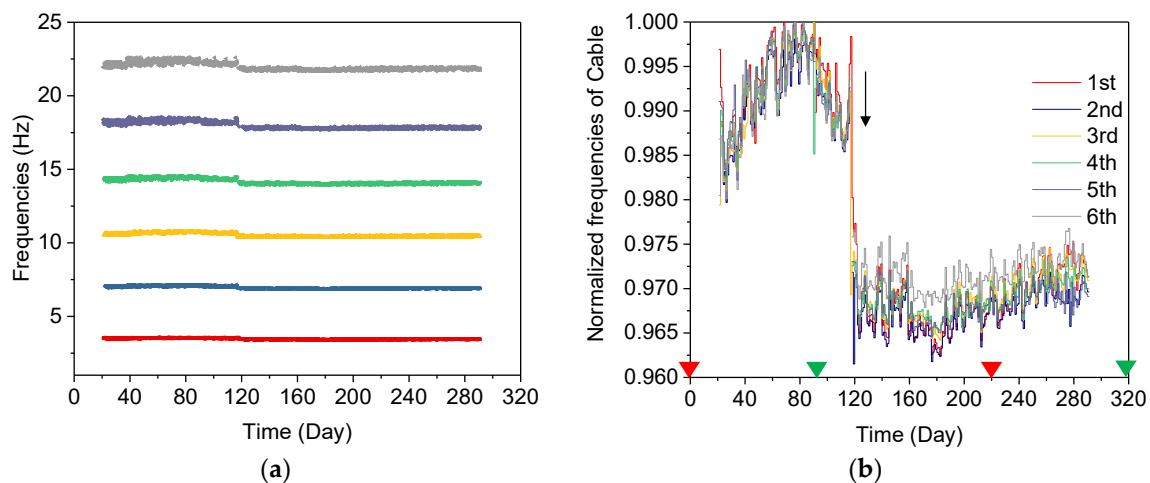 25
20
15
10
5
Frequencies (Hz)
0 40 80 120 160 200 240 280 320
Time (Day)
(a)
1.000
0.995
0.990
0.985
0.980
0.975
0.970
0.965
0.960
Normalized frequencies of Cable
1st
2nd
3rd
4th
5th
6th
0 40 80 120 160 200 240 280 320
Time (Day)
(b)